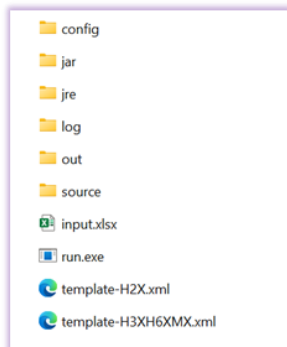 config
jar
jre
log
out
source
input.xlsx
run.exe
template-H2X.xml
template-H3XH6XMX.xml